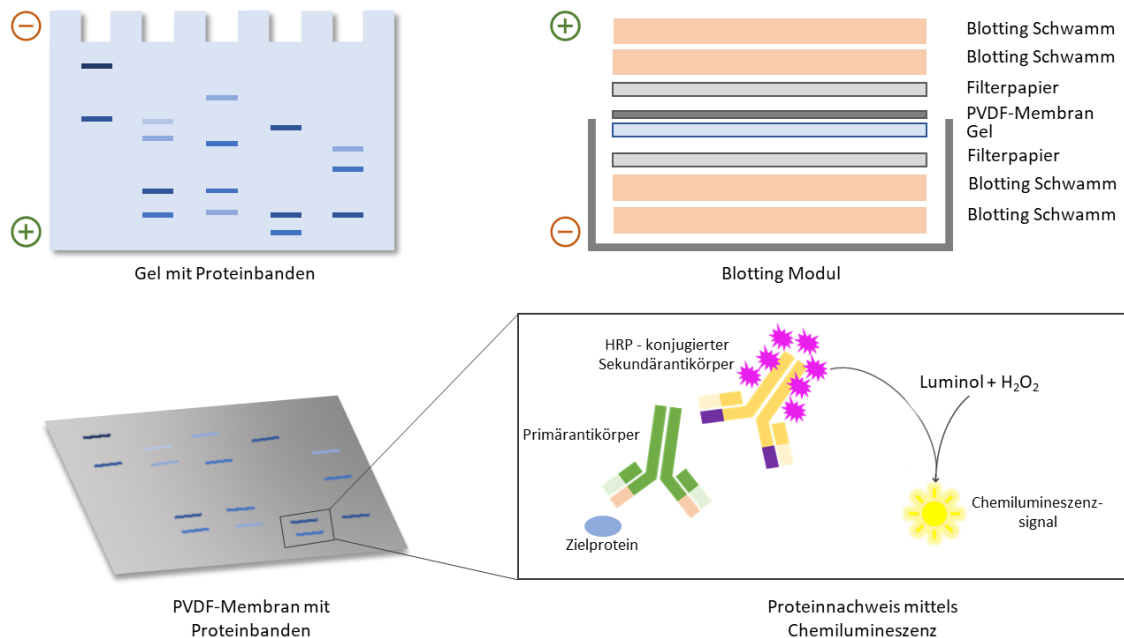 −
+
Gel mit Proteinbanden
+
−
Blotting Schwamm
Blotting Schwamm
Filterpapier
PVDF-Membran
Gel
Filterpapier
Blotting Schwamm
Blotting Schwamm
Blotting Modul
PVDF-Membran mit
Proteinbanden
HRP - konjugierter
Sekundärantikörper
Primärantikörper
Zielprotein
Luminol + H₂O₂
Chemilumineszenz-
signal
Proteinnachweis mittels
Chemilumineszenz